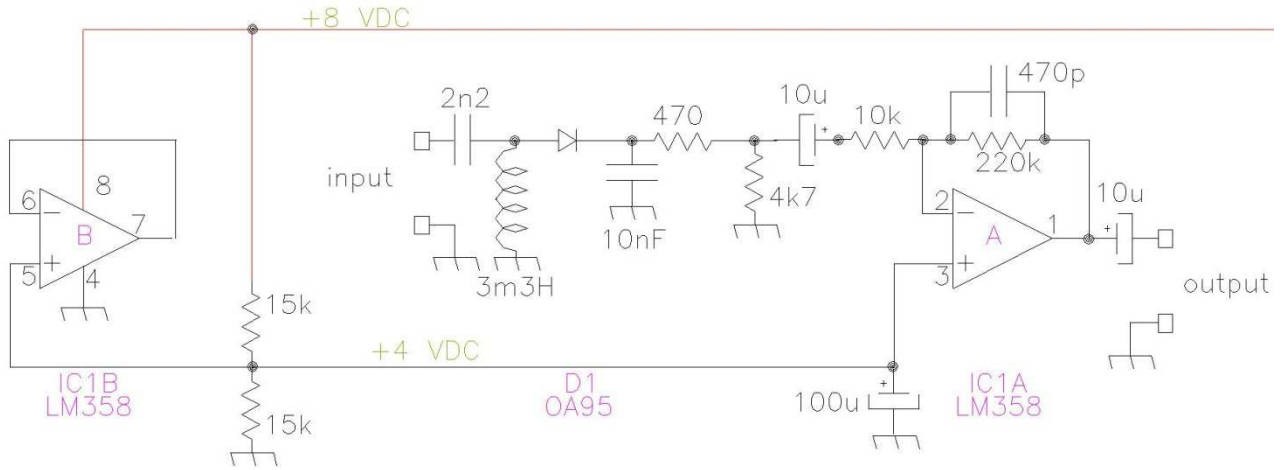 +8 VDC
2n2
470
10u
10k
470p
220k
input
4k7
10nF
3m3H
8
6
B
7
5
4
2
A
1
3
10u
output
15k
+4 VDC
15k
100u
IC1B
LM358
D1
OA95
IC1A
LM358